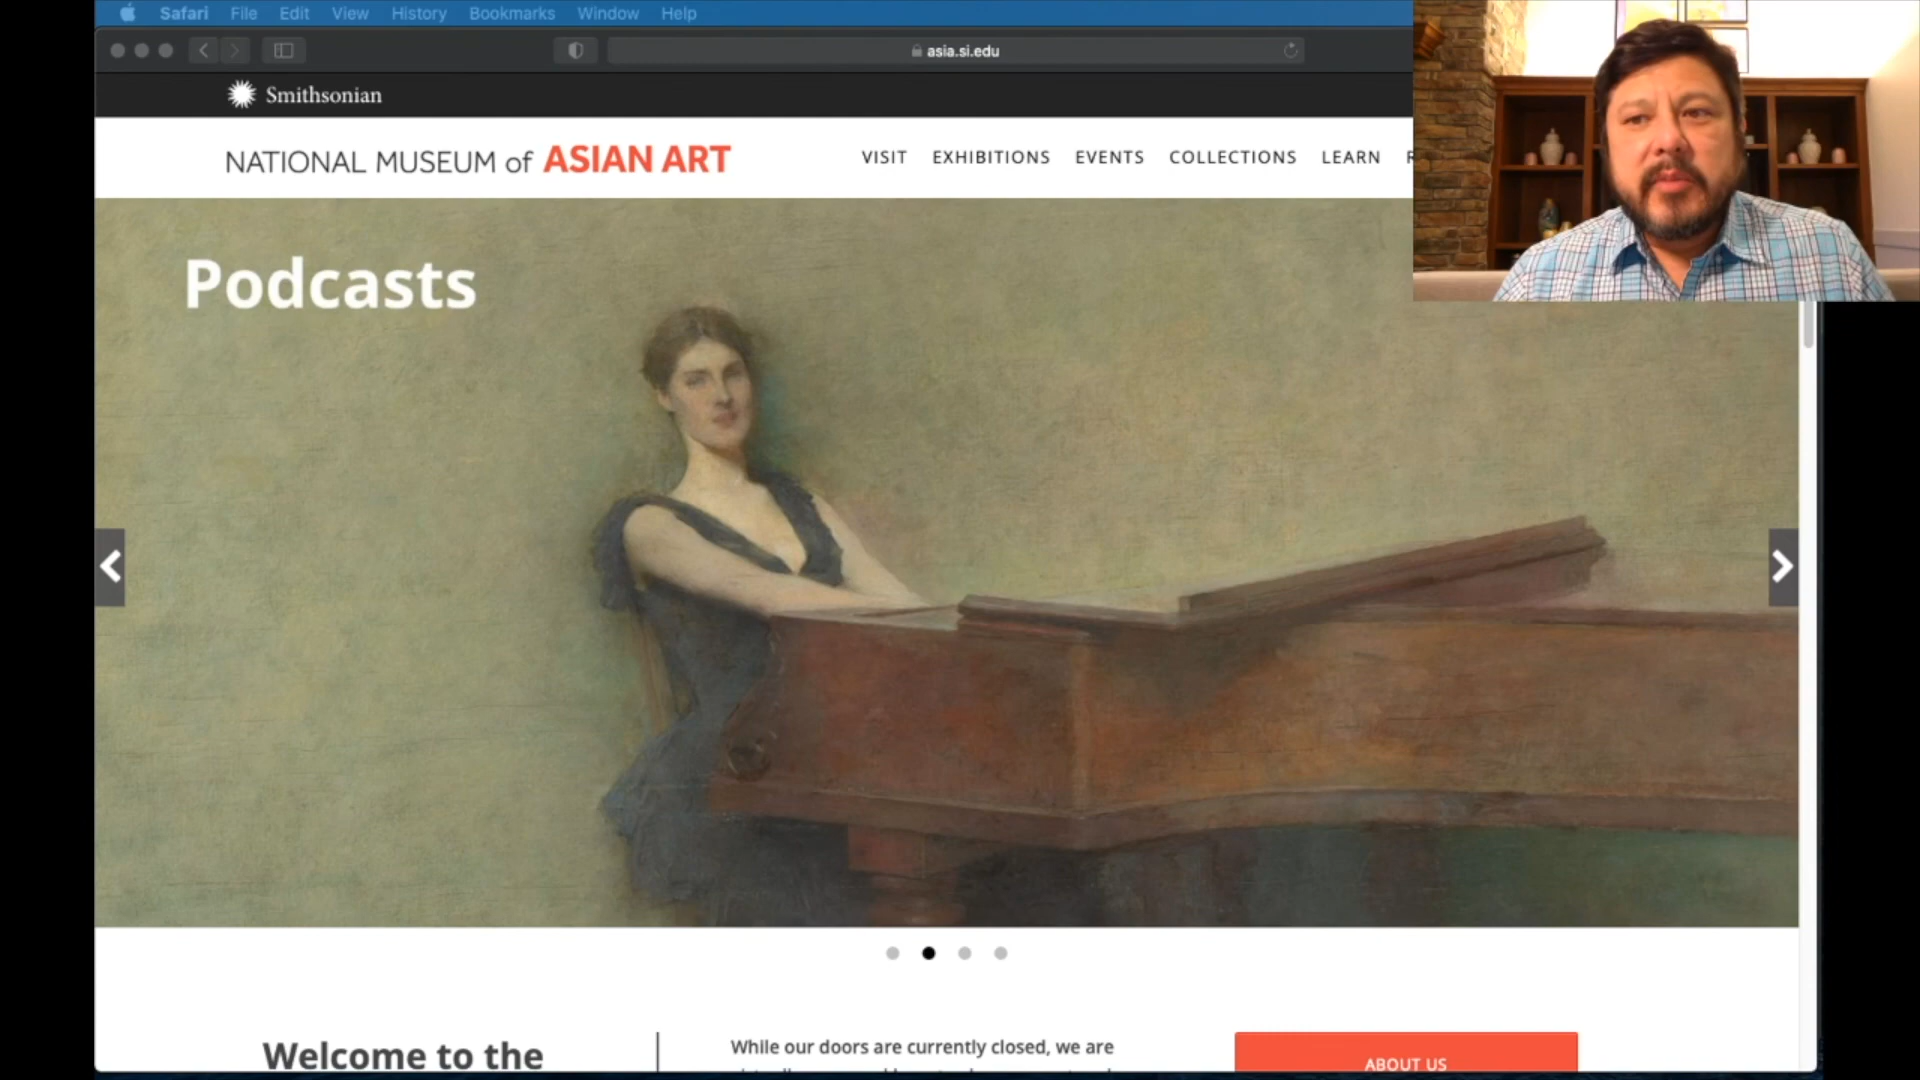 Safari File Edit View History Bookmarks Window Help
asia.si.edu
Smithsonian
NATIONAL MUSEUM of ASIAN ART
VISIT EXHIBITIONS EVENTS COLLECTIONS LEARN
Podcasts
Welcome to the
While our doors are currently closed, we are
ABOUT US